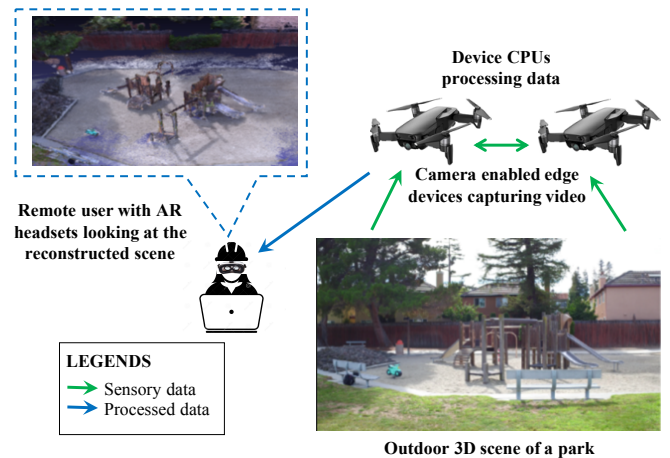 Device CPUs
processing data
Camera enabled edge
devices capturing video
Remote user with AR
headsets looking at the
reconstructed scene
LEGENDS
Sensory data
Processed data
Outdoor 3D scene of a park